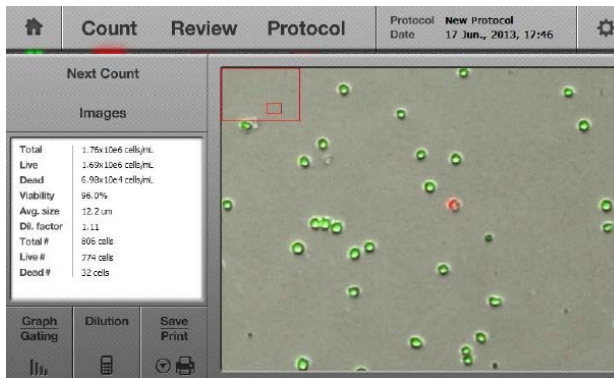 Count Review Protocol
Protocol New Protocol
Date 17 Jun., 2013, 17:46
Next Count
Images
Total 1.76x10e6 cells/mL
Live 1.69x10e6 cells/mL
Dead 6.98x10e4 cells/mL
Viability 96.0%
Avg. size 12.2 um
Dil. factor 1.11
Total # 806 cells
Live # 774 cells
Dead # 32 cells
Graph Gating
Dilution
Save Print